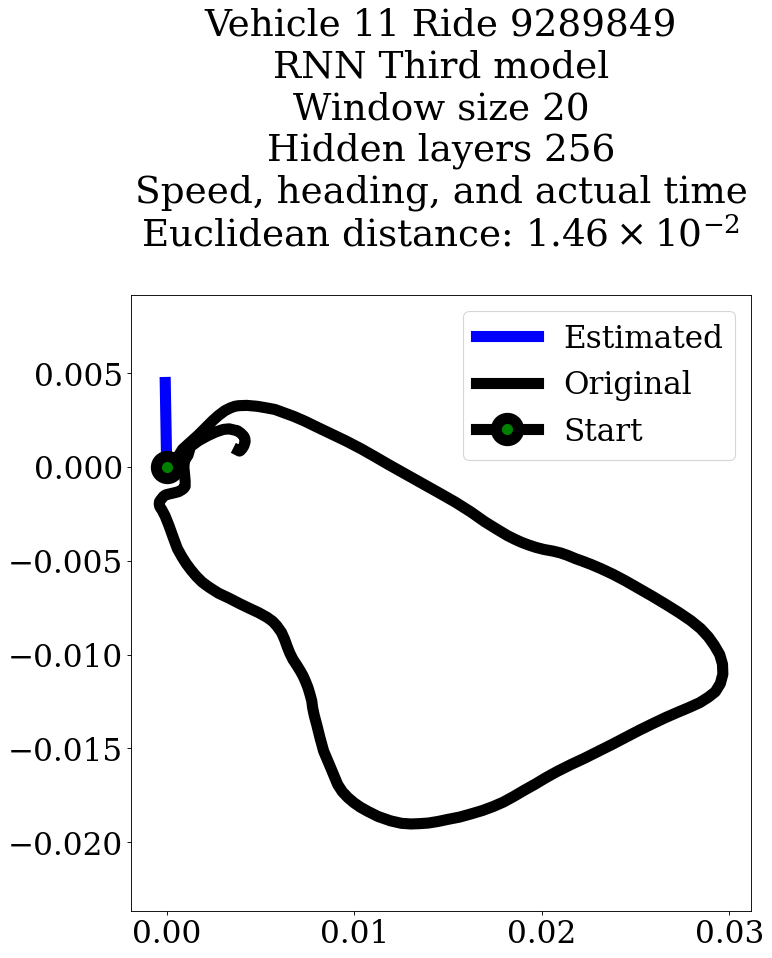 Vehicle 11 Ride 9289849
RNN Third model
Window size 20
Hidden layers 256
Speed, heading, and actual time
Euclidean distance: 1.46 × 10⁻²
Estimated
Original
Start
0.005
0.000
−0.005
−0.010
−0.015
−0.020
0.00 0.01 0.02 0.03